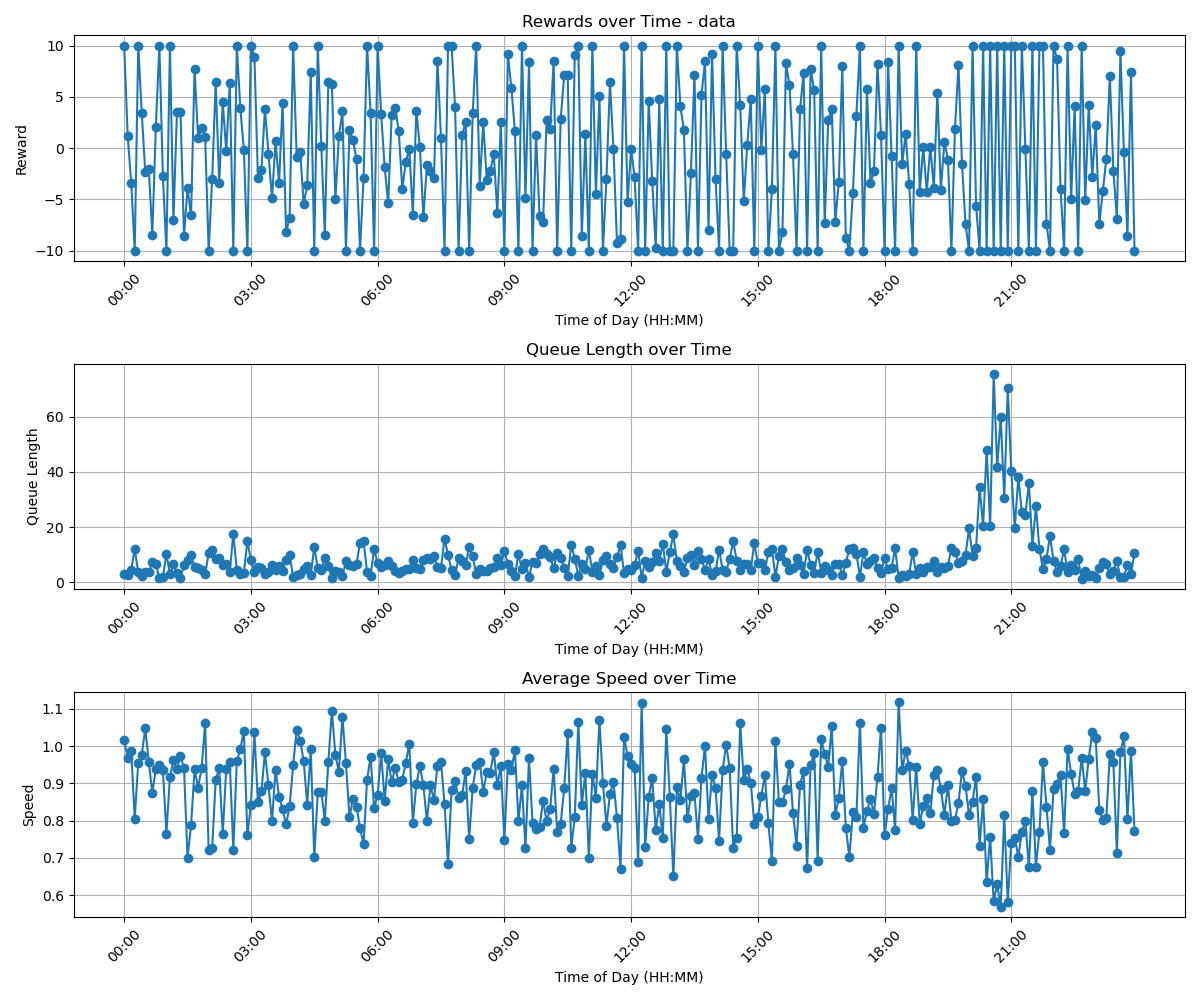 Rewards over Time - data
10
5
0
−5
−10
Reward
00:00 03:00 06:00 09:00 12:00 15:00 18:00 21:00
Time of Day (HH:MM)
Queue Length over Time
60
40
20
0
Queue Length
00:00 03:00 06:00 09:00 12:00 15:00 18:00 21:00
Time of Day (HH:MM)
Average Speed over Time
1.1
1.0
0.9
0.8
0.7
0.6
Speed
00:00 03:00 06:00 09:00 12:00 15:00 18:00 21:00
Time of Day (HH:MM)